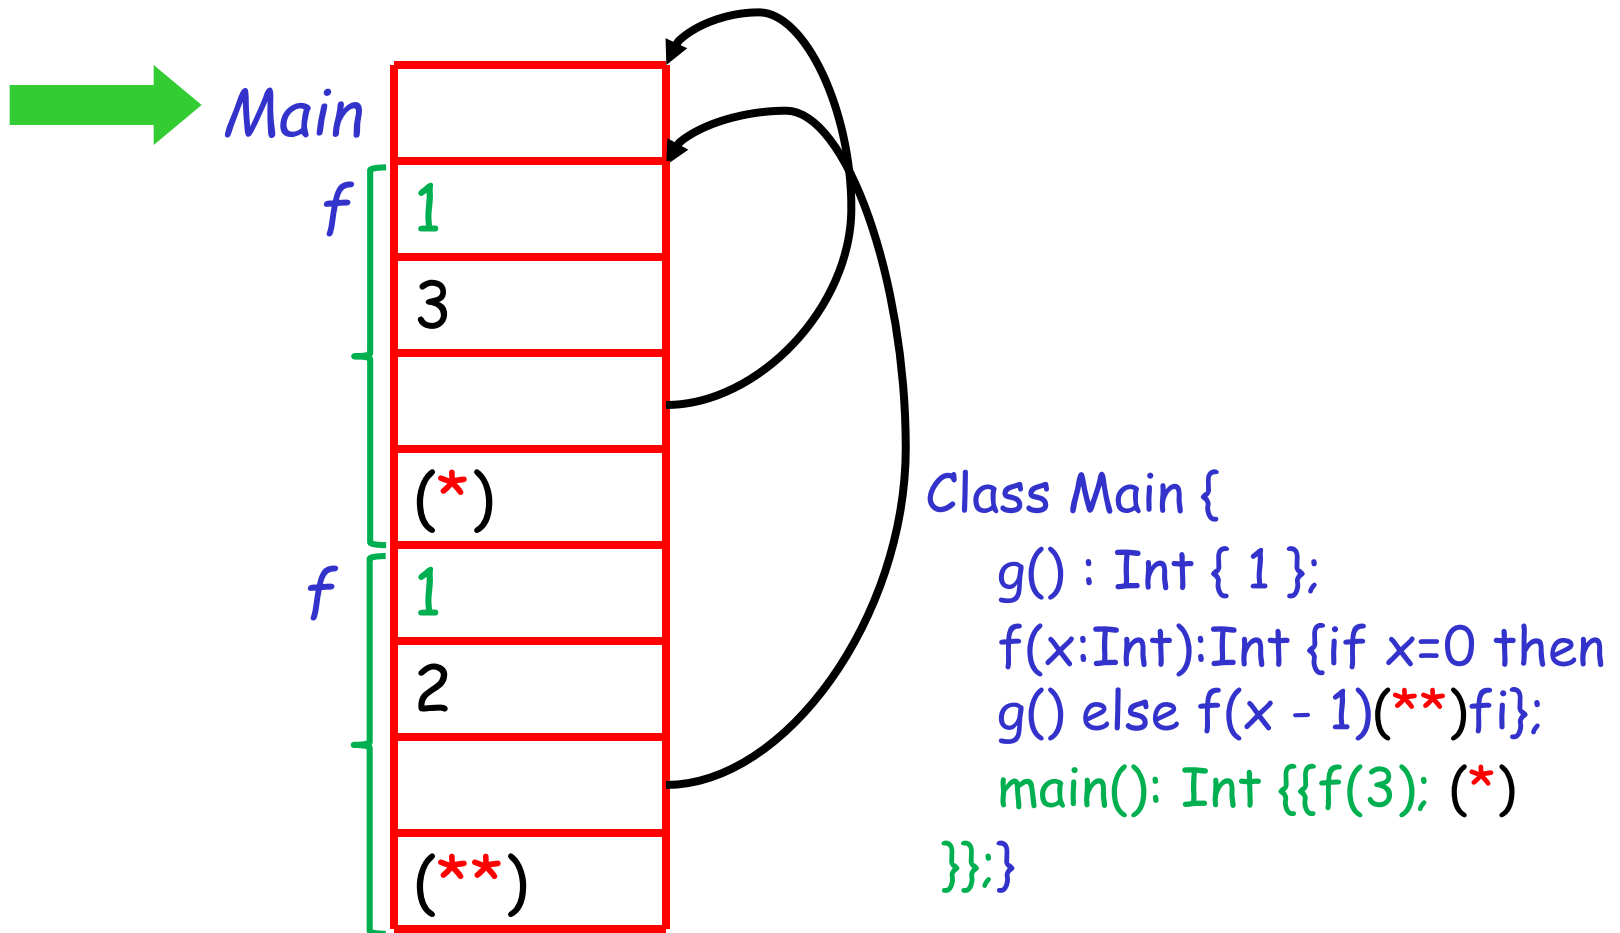 Main
f
1
3
(*)
f
1
2
(**)
Class Main {
g() : Int { 1 };
f(x:Int):Int {if x=0 then
g() else f(x - 1)(**)fi};
main(): Int {{f(3); (*)
}};}